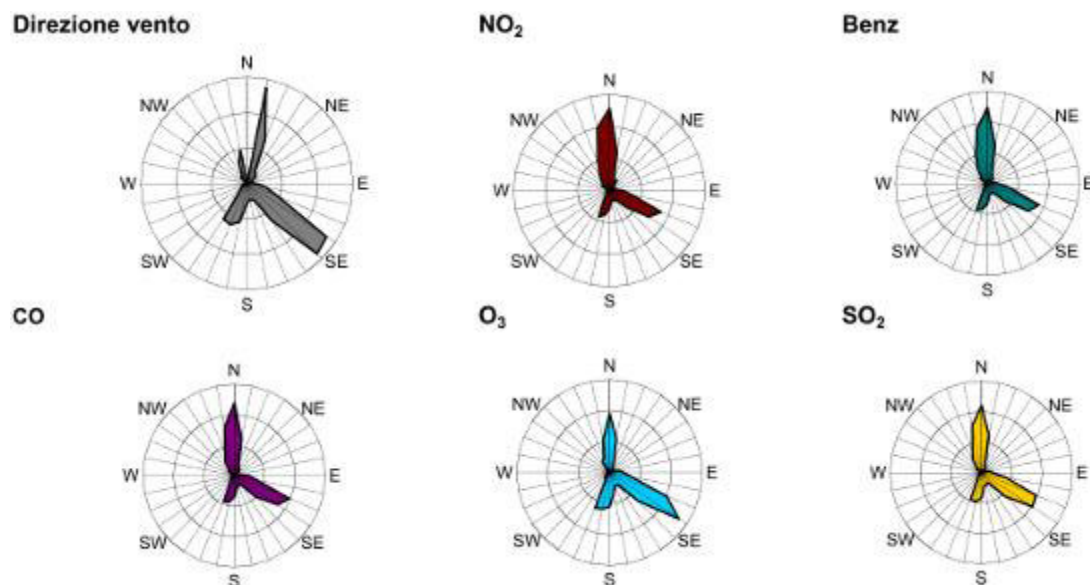 Direzione vento
N
NW NE
W E
SW SE
S
NO₂
N
NW NE
W E
SW SE
S
Benz
N
NW NE
W E
SW SE
S
CO
N
NW NE
W E
SW SE
S
O₃
N
NW NE
W E
SW SE
S
SO₂
N
NW NE
W E
SW SE
S